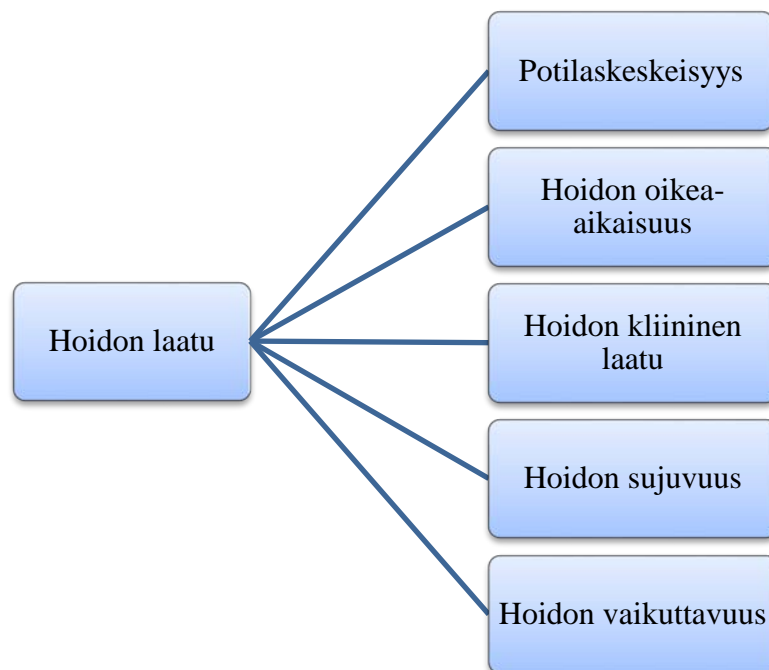 Hoidon laatu
Potilaskeskeisyys
Hoidon oikea-
aikaisuus
Hoidon kliininen
laatu
Hoidon sujuvuus
Hoidon vaikuttavuus